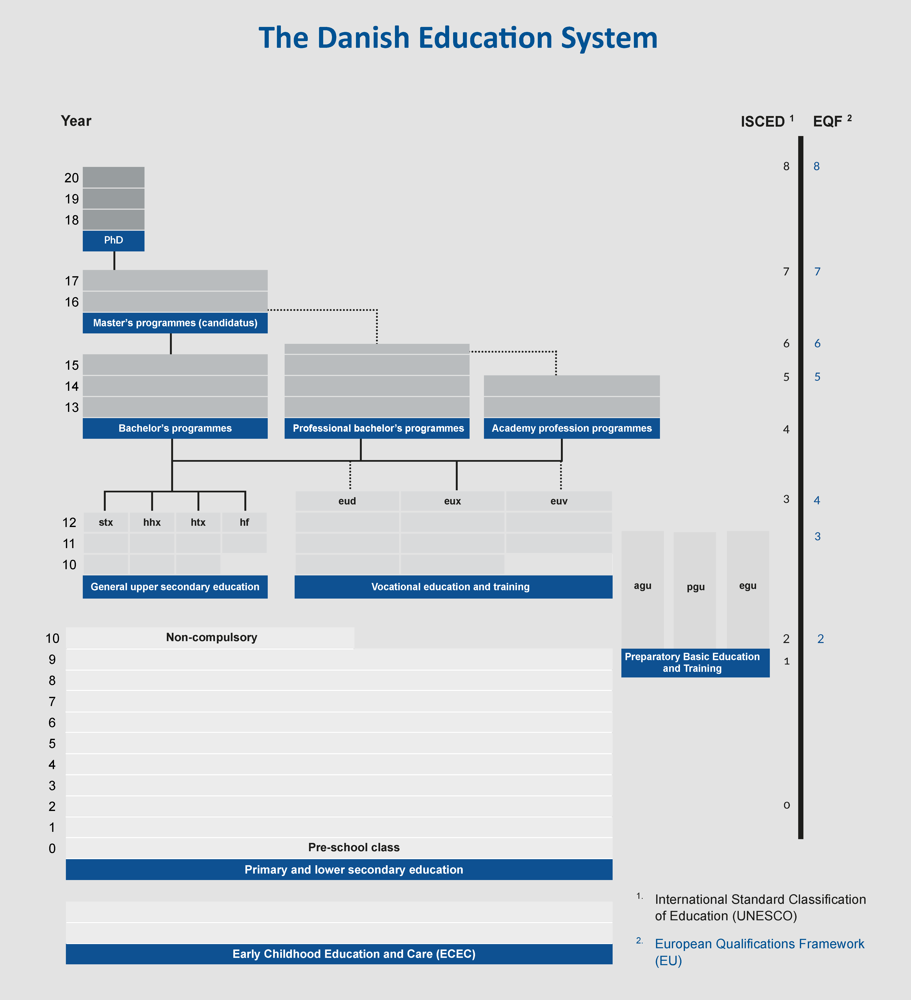 The Danish Education System
Year
ISCED 1
EQF 2
8 8
20
19
18
PhD
7 7
17
16
Master's programmes (candidatus)
6 6
15
5 5
14
13
Bachelor's programmes
Professional bachelor's programmes
Academy profession programmes
4
3 4
eud
eux
euv
12
stx
hhx
htx
hf
3
11
10
General upper secondary education
Vocational education and training
agu
pgu
egu
2 2
Preparatory Basic Education
and Training
1
10
Non-compulsory
9
8
7
6
5
4
3
2
0
1
0
Pre-school class
Primary and lower secondary education
Early Childhood Education and Care (ECEC)
1. International Standard Classification
of Education (UNESCO)
2. European Qualifications Framework
(EU)